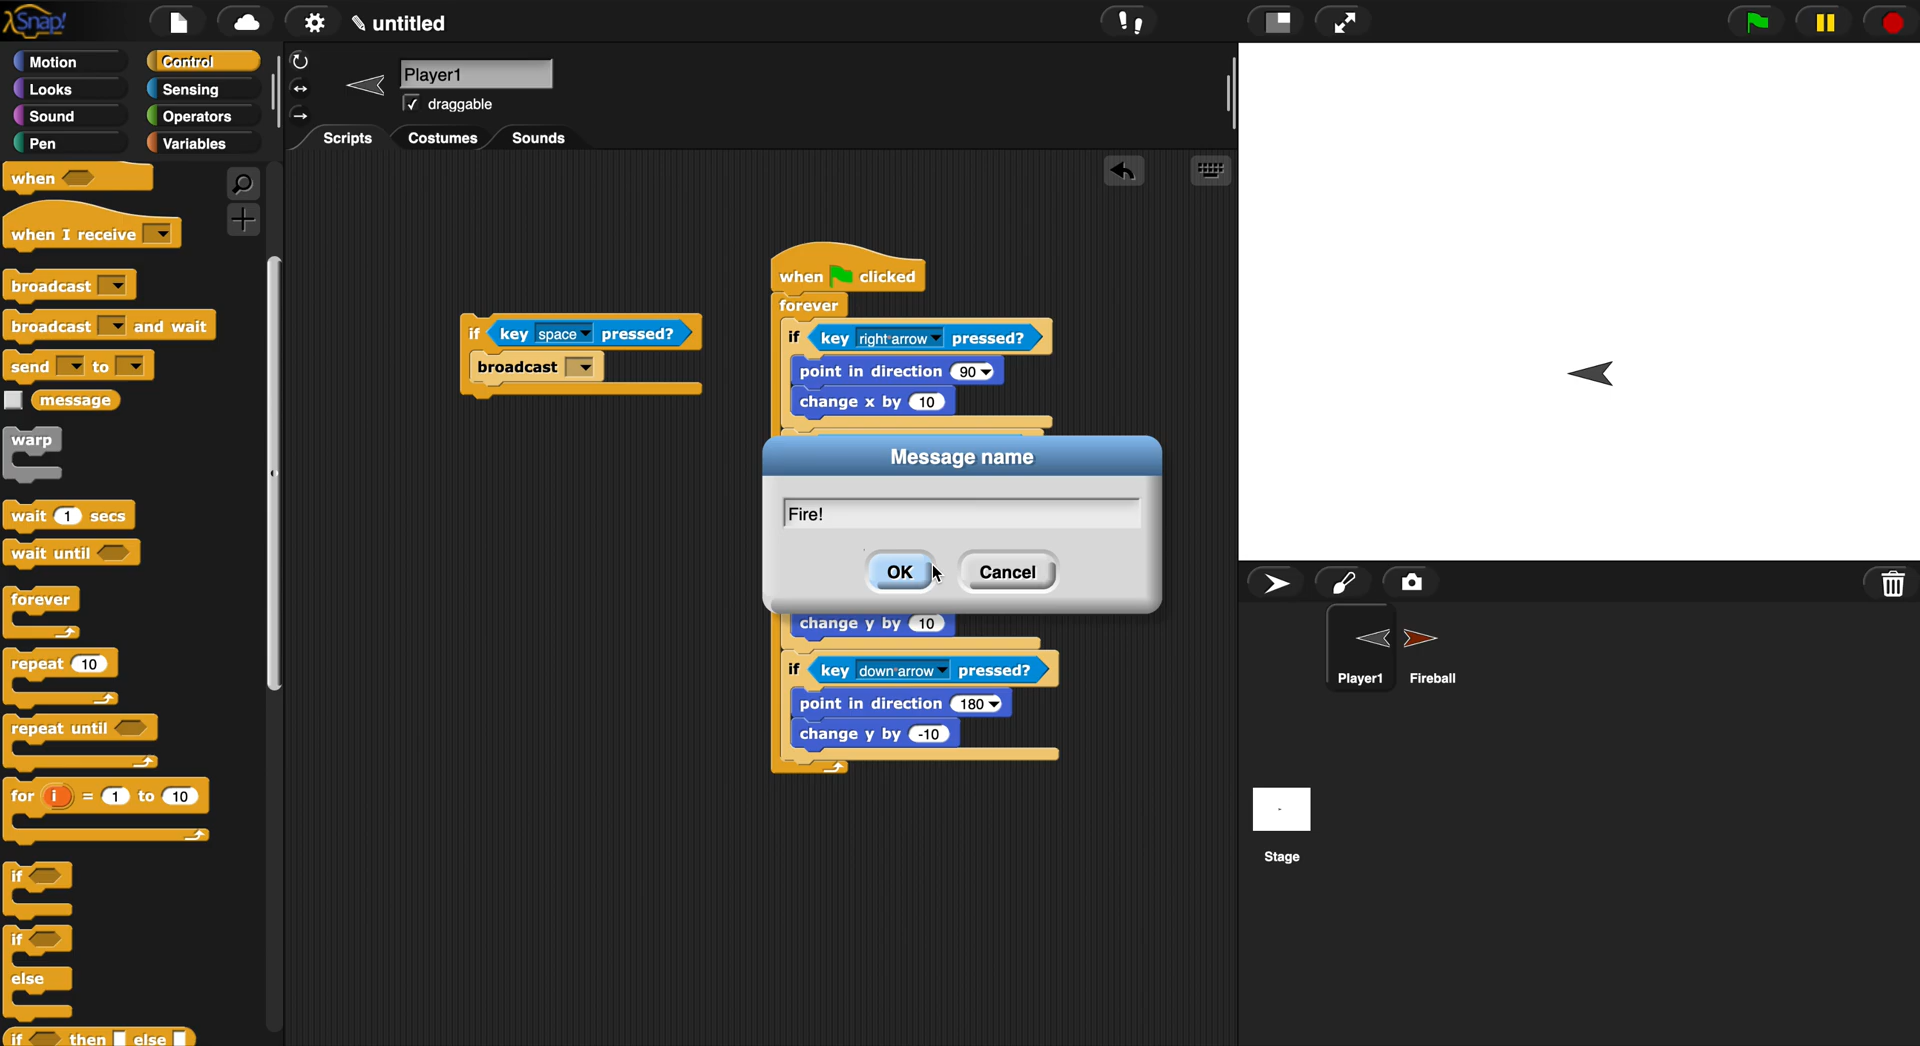 Snap!
untitled
Motion
Control
Looks
Sensing
Sound
Operators
Pen
Variables
Player1
draggable
Scripts
Costumes
Sounds
when
when I receive
broadcast
broadcast and wait
send to
message
warp
wait 1 secs
wait until
forever
repeat 10
repeat until
for i = 1 to 10
if
if
else
if then else
if key space pressed?
broadcast
when clicked
forever
if key right arrow pressed?
point in direction 90
change x by 10
Message name
Fire!
OK
Cancel
change y by 10
if key down arrow pressed?
point in direction 180
change y by -10
Player1
Fireball
Stage